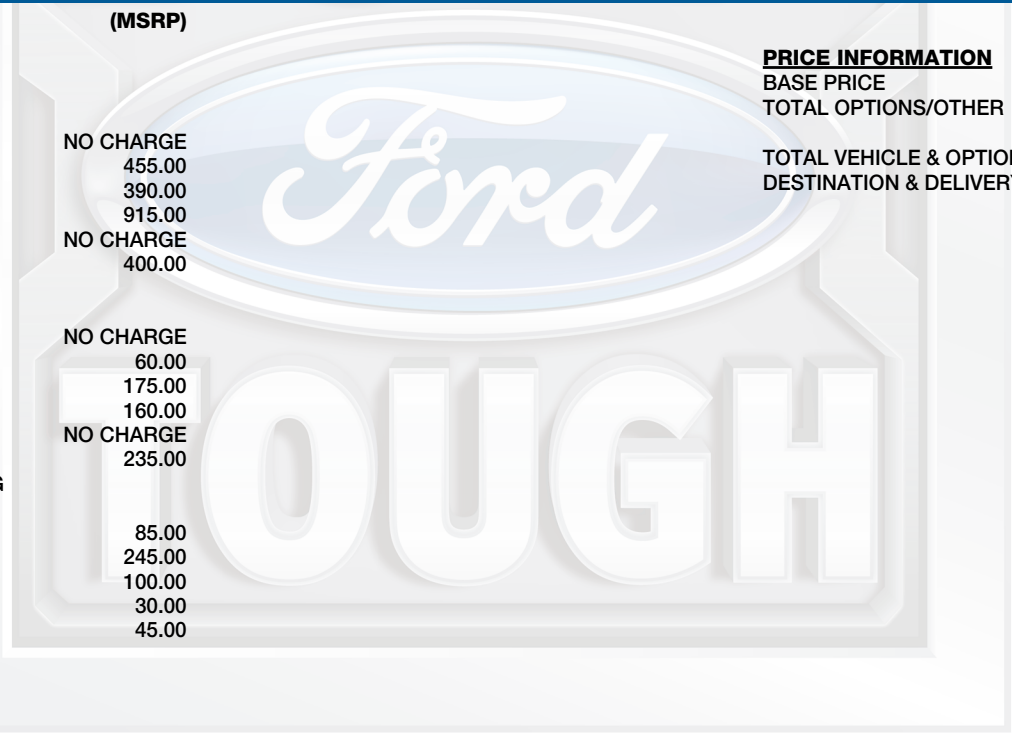 (MSRP)
NO CHARGE
455.00
390.00
915.00
NO CHARGE
400.00
NO CHARGE
60.00
175.00
160.00
NO CHARGE
235.00
G
85.00
245.00
100.00
30.00
45.00
PRICE INFORMATION
BASE PRICE
TOTAL OPTIONS/OTHER
TOTAL VEHICLE & OPTION
DESTINATION & DELIVERY
Ford
TOUGH